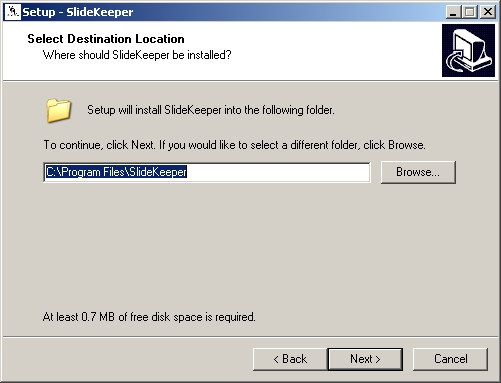 Setup - SlideKeeper
Select Destination Location
Where should SlideKeeper be installed?
Setup will install SlideKeeper into the following folder.
To continue, click Next. If you would like to select a different folder, click Browse.
C:\Program Files\SlideKeeper
Browse...
At least 0.7 MB of free disk space is required.
< Back
Next >
Cancel